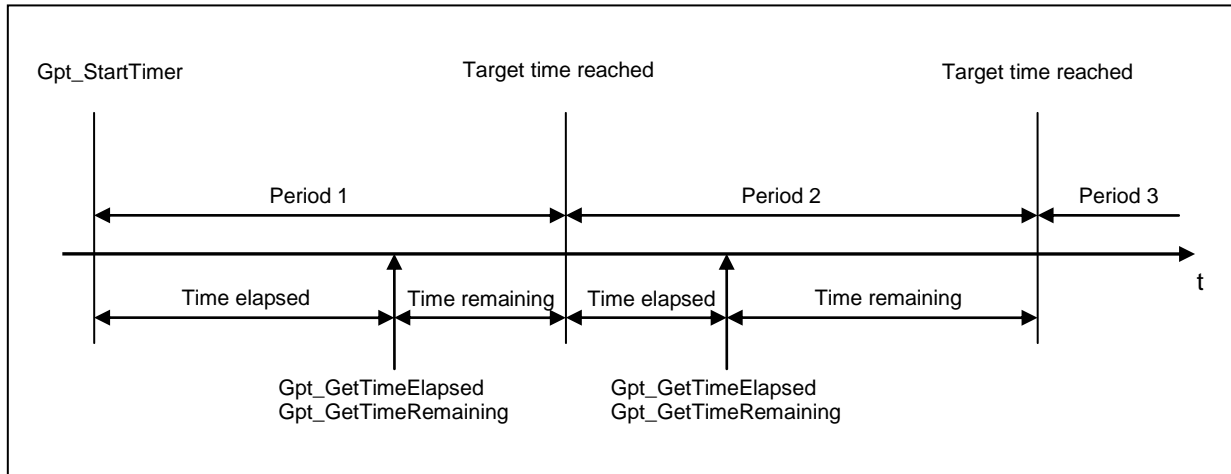 Gpt_StartTimer
Target time reached
Target time reached
Period 1
Period 2
Period 3
t
Time elapsed
Time remaining
Time elapsed
Time remaining
Gpt_GetTimeElapsed
Gpt_GetTimeRemaining
Gpt_GetTimeElapsed
Gpt_GetTimeRemaining